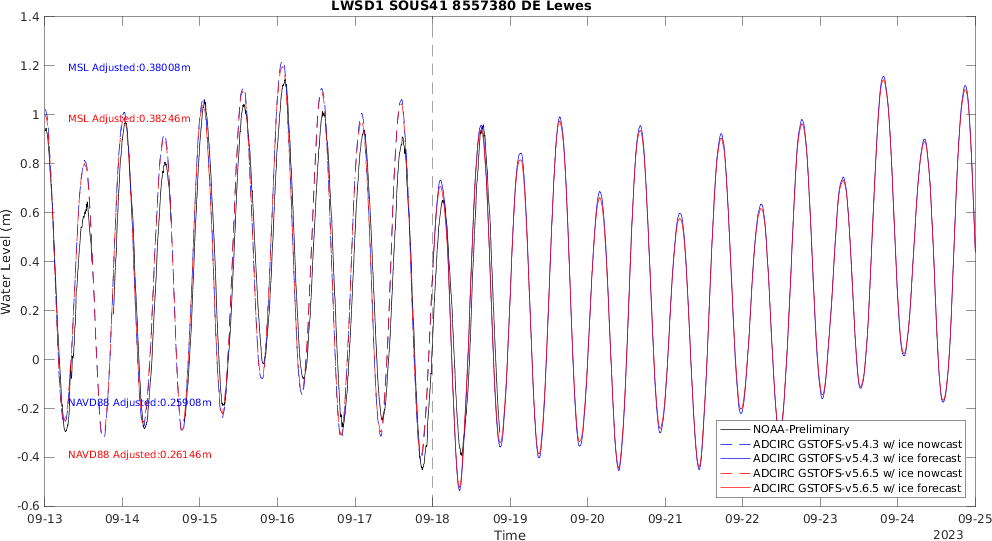 LWSD1 SOUS41 8557380 DE Lewes
1.4
1.2
1
0.8
0.6
0.4
0.2
0
-0.2
-0.4
-0.6
Water Level (m)
MSL Adjusted:0.38008m
MSL Adjusted:0.38246m
NAVD88 Adjusted:0.25908m
NAVD88 Adjusted:0.26146m
NOAA-Preliminary
ADCIRC GSTOFS-v5.4.3 w/ ice nowcast
ADCIRC GSTOFS-v5.4.3 w/ ice forecast
ADCIRC GSTOFS-v5.6.5 w/ ice nowcast
ADCIRC GSTOFS-v5.6.5 w/ ice forecast
09-13 09-14 09-15 09-16 09-17 09-18 09-19 09-20 09-21 09-22 09-23 09-24 09-25
Time
2023